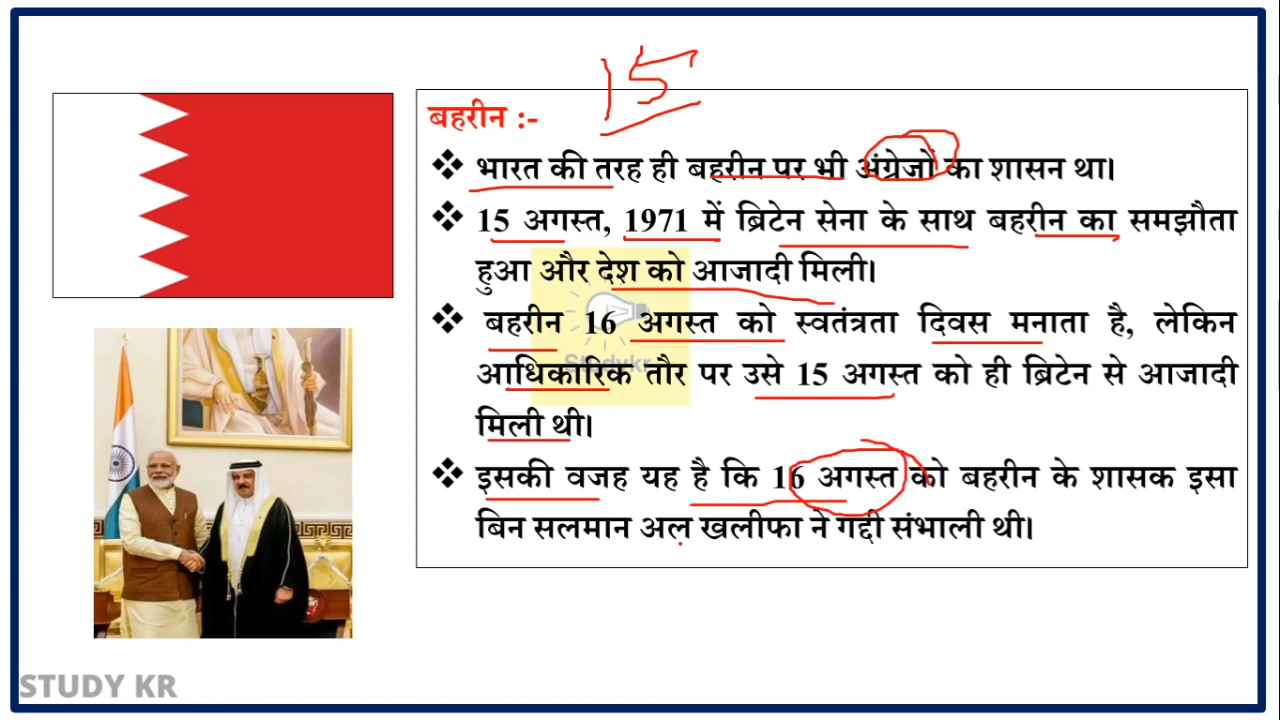 15
बहरीन :-
❖ भारत की तरह ही बहरीन पर भी अंग्रेजों का शासन था।
❖ 15 अगस्त, 1971 में ब्रिटेन सेना के साथ बहरीन का समझौता
हुआ और देश को आजादी मिली।
❖ बहरीन 16 अगस्त को स्वतंत्रता दिवस मनाता है, लेकिन
Studykr
आधिकारिक तौर पर उसे 15 अगस्त को ही ब्रिटेन से आजादी
मिली थी।
❖ इसकी वजह यह है कि 16 अगस्त को बहरीन के शासक इसा
बिन सलमान अल खलीफा ने गद्दी संभाली थी।
STUDY KR